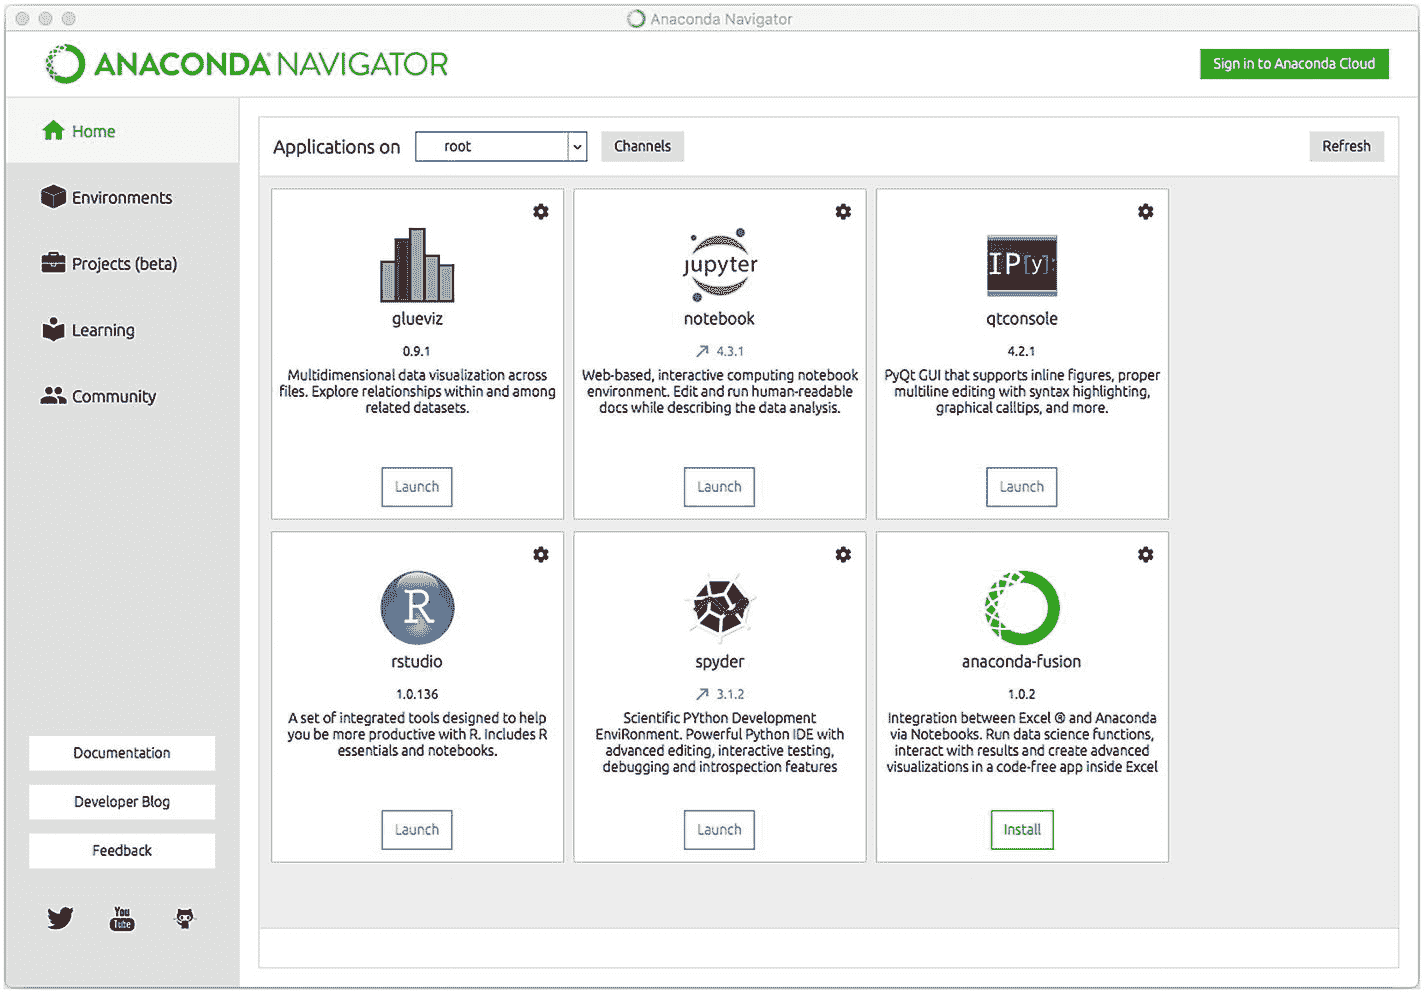 Anaconda Navigator
ANACONDA NAVIGATOR
Sign in to Anaconda Cloud
Home
Environments
Projects (beta)
Learning
Community
Documentation
Developer Blog
Feedback
You
Tube
Applications on
root
Channels
Refresh
glueviz
0.9.1
Multidimensional data visualization across
files. Explore relationships within and among
related datasets.
Launch
jupyter
notebook
4.3.1
Web-based, interactive computing notebook
environment. Edit and run human-readable
docs while describing the data analysis.
Launch
IP[y]:
qtconsole
4.2.1
PyQt GUI that supports inline figures, proper
multiline editing with syntax highlighting,
graphical calltips, and more.
Launch
R
rstudio
1.0.136
A set of integrated tools designed to help
you be more productive with R. Includes R
essentials and notebooks.
Launch
spyder
3.1.2
Scientific PYthon Development
EnviRonment. Powerful Python IDE with
advanced editing, interactive testing,
debugging and introspection features
Launch
anaconda-fusion
1.0.2
Integration between Excel ® and Anaconda
via Notebooks. Run data science functions,
interact with results and create advanced
visualizations in a code-free app inside Excel
Install